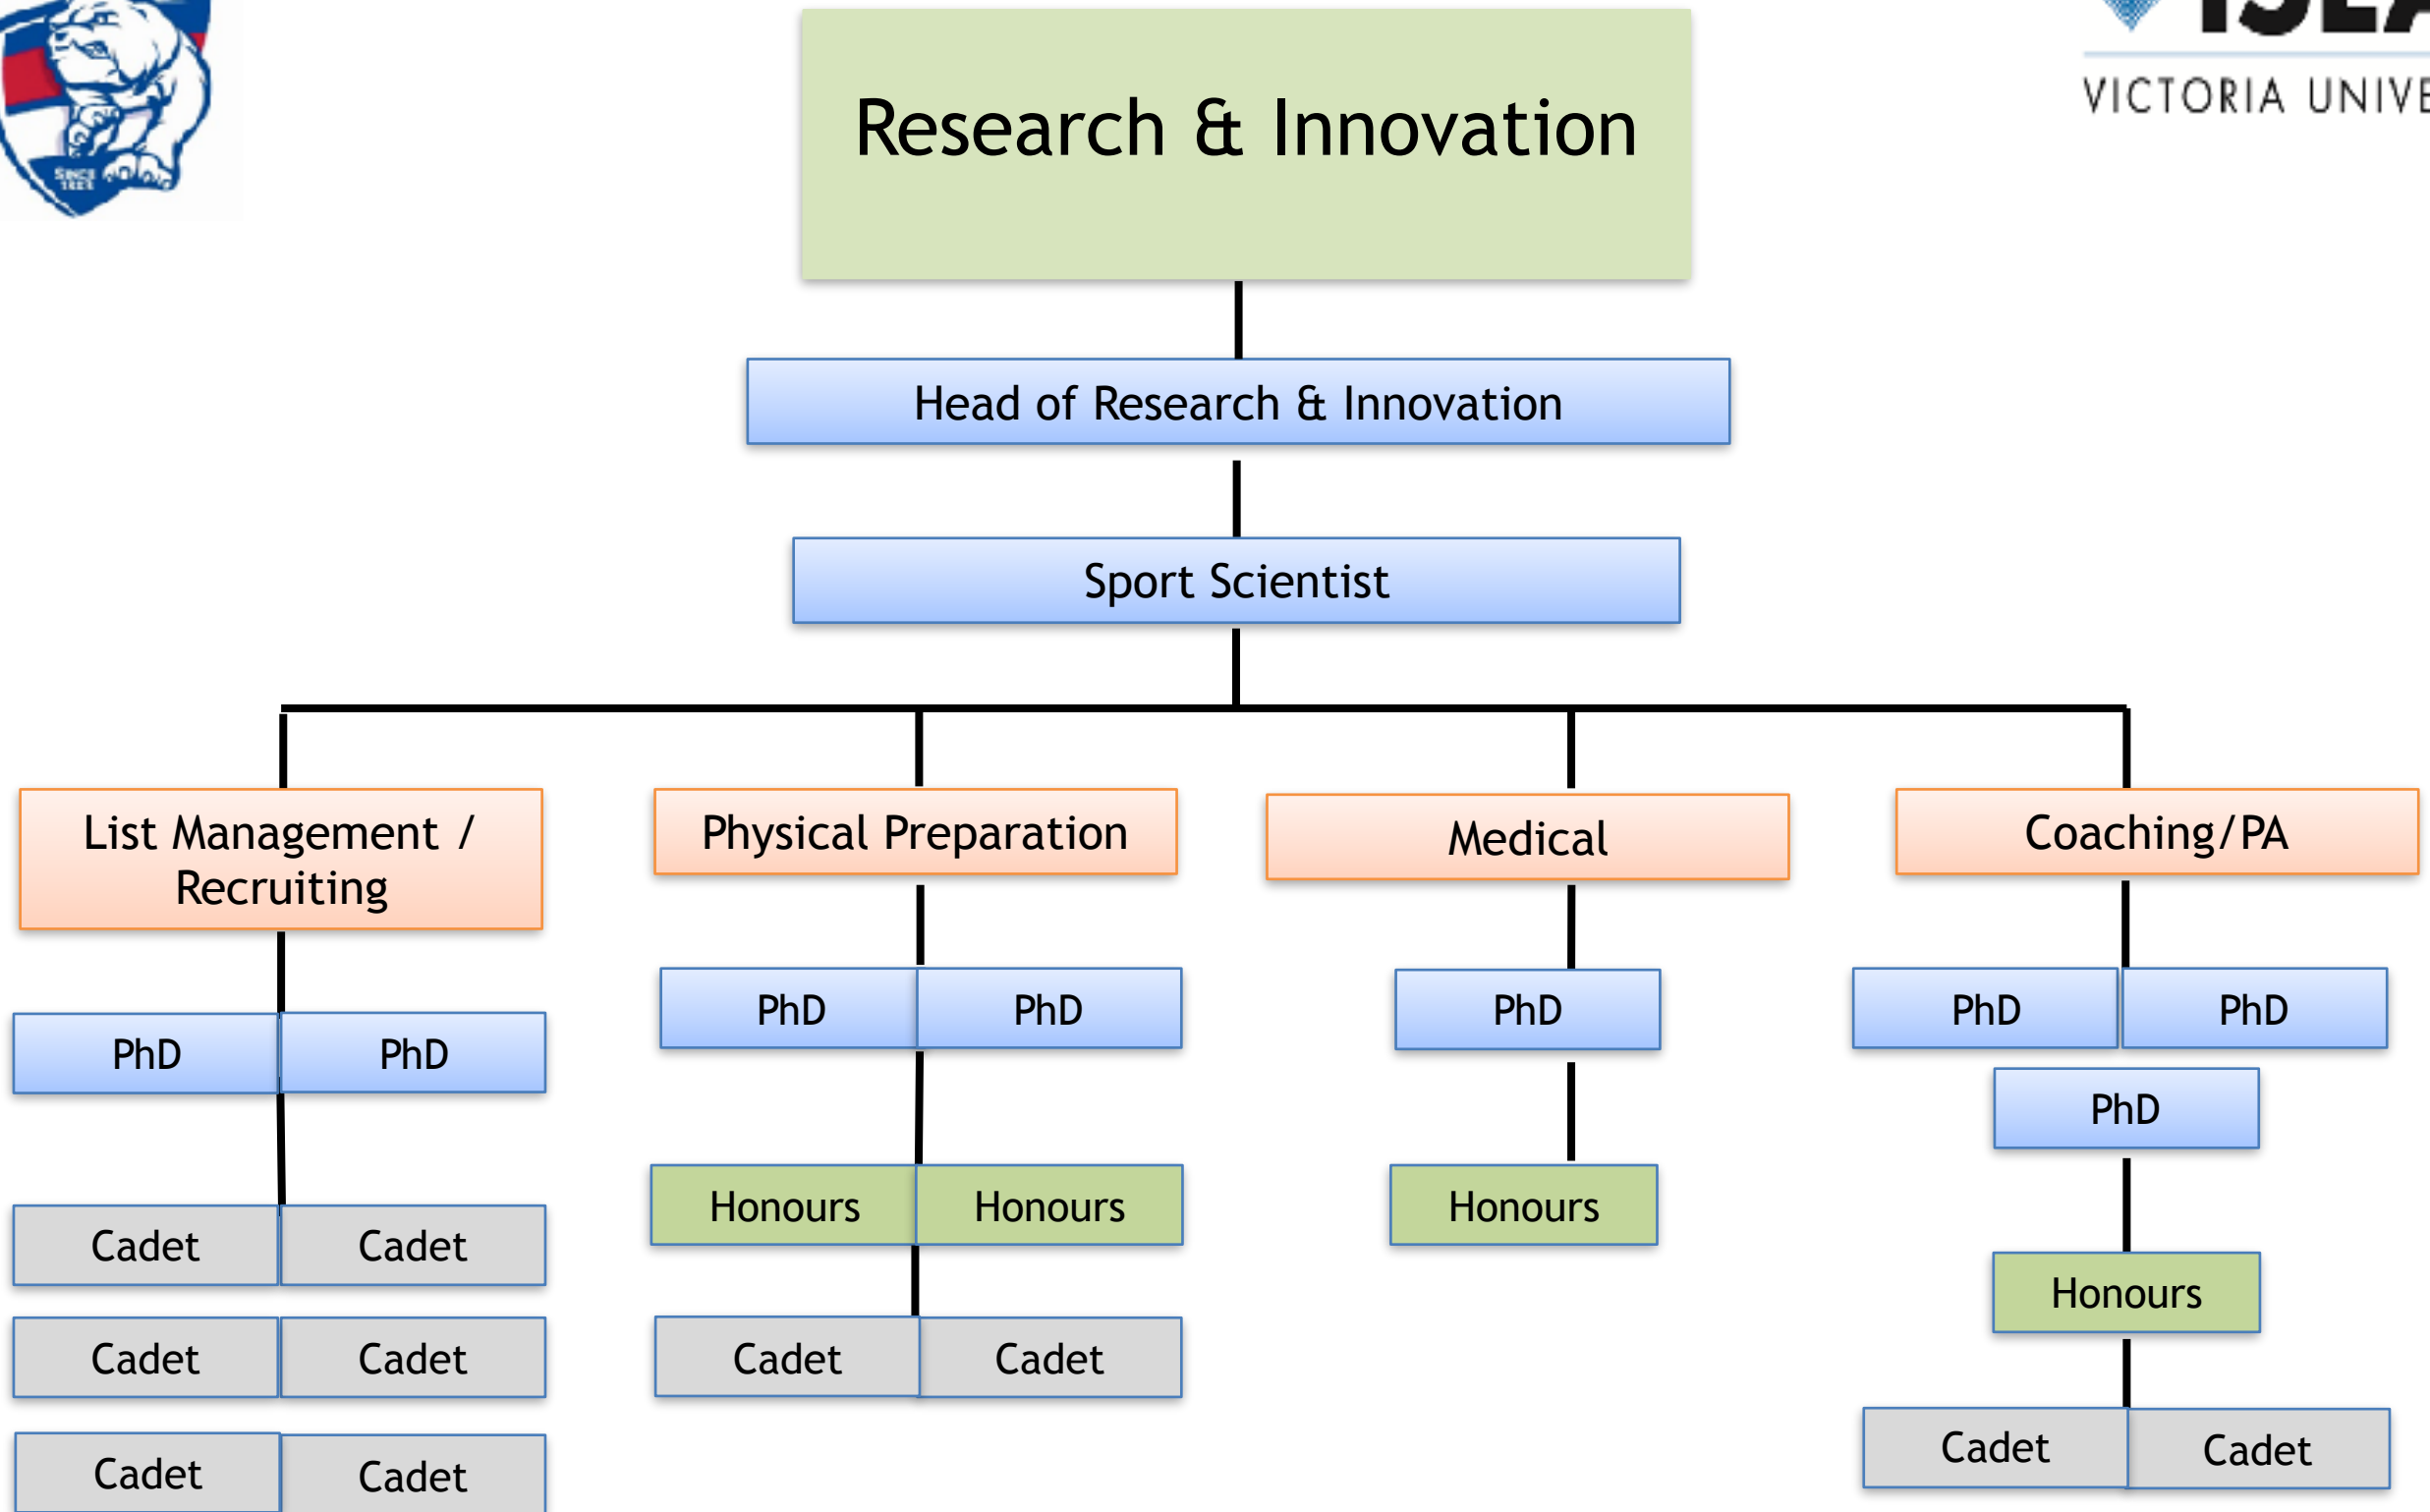 Research & Innovation
VICTORIA UNIVE
SINCE
Head of Research & Innovation
Sport Scientist
List Management /
Recruiting
Physical Preparation
Medical
Coaching/PA
PhD PhD
PhD PhD
PhD
PhD PhD
PhD
Honours Honours
Honours
Honours
Cadet Cadet
Cadet Cadet
Cadet Cadet
Cadet Cadet
Cadet Cadet